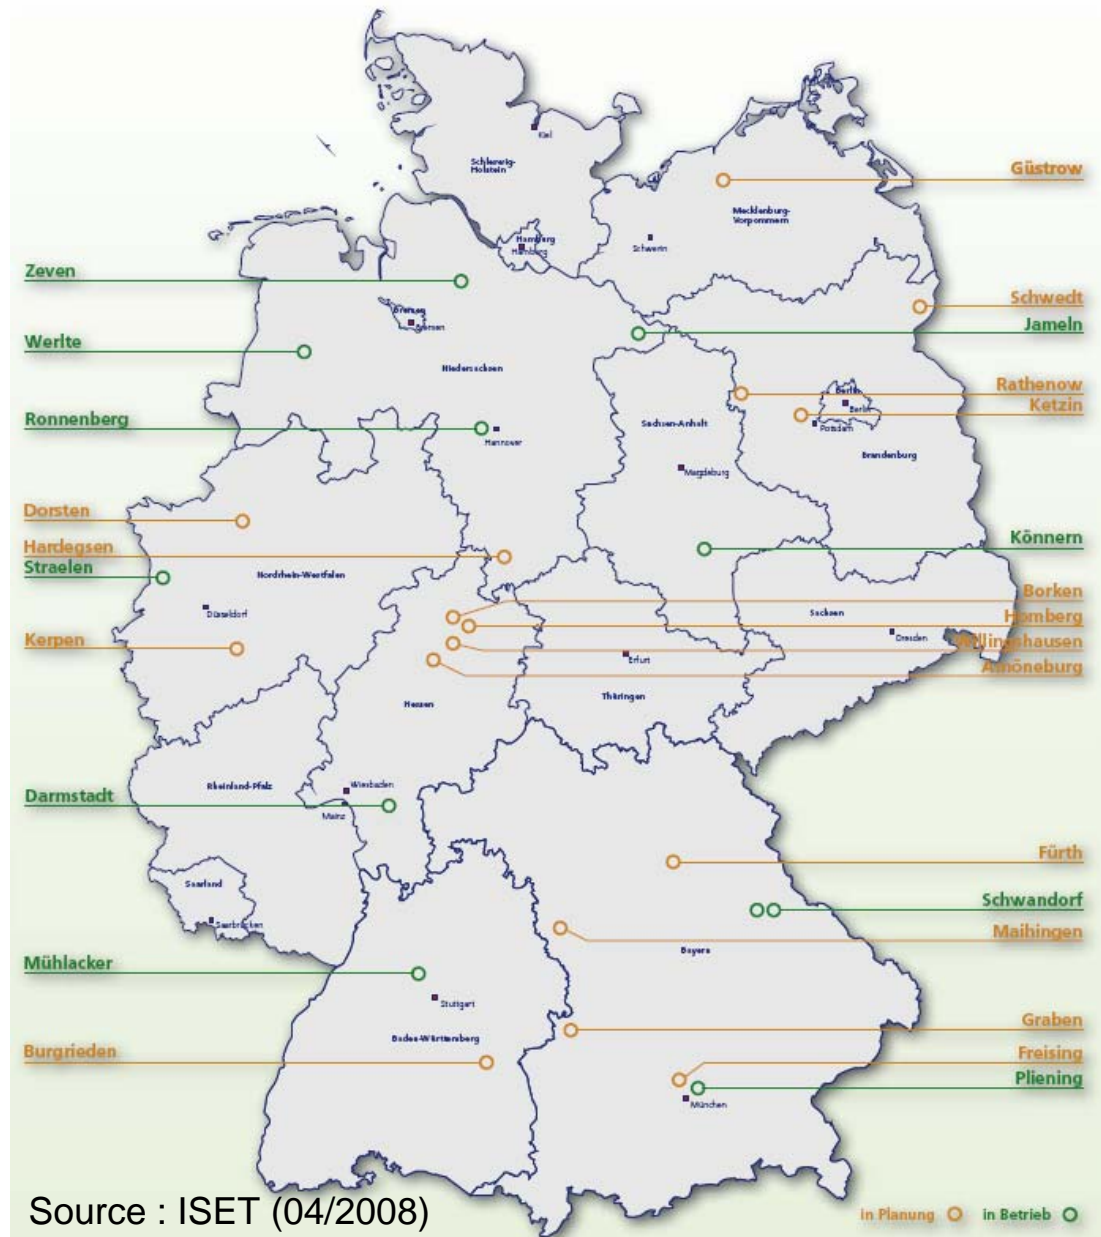 Kiel
Schleswig-
Holstein
Güstrow
Mecklenburg-
Vorpommern
Schwerin
Hamburg
Hamburg
Zeven
Schwedt
Bremen
Bremen
Jameln
Werlte
Niedersachsen
Rathenow
Berlin
Berlin
Ketzin
Ronnenberg
Hannover
Sachsen-Anhalt
Potsdam
Brandenburg
Magdeburg
Dorsten
Könnern
Hardegsen
Straelen
Nordrhein-Westfalen
Borken
Düsseldorf
Sachsen
Homberg
Dresden
Willingshausen
Kerpen
Erfurt
Amöneburg
Hessen
Thüringen
Rheinland-Pfalz
Wiesbaden
Darmstadt
Mainz
Fürth
Saarland
Schwandorf
Saarbrücken
Maihingen
Bayern
Mühlacker
Stuttgart
Graben
Baden-Württemberg
Burgrieden
Freising
Pliening
München
Source : ISET (04/2008)
in Planung in Betrieb